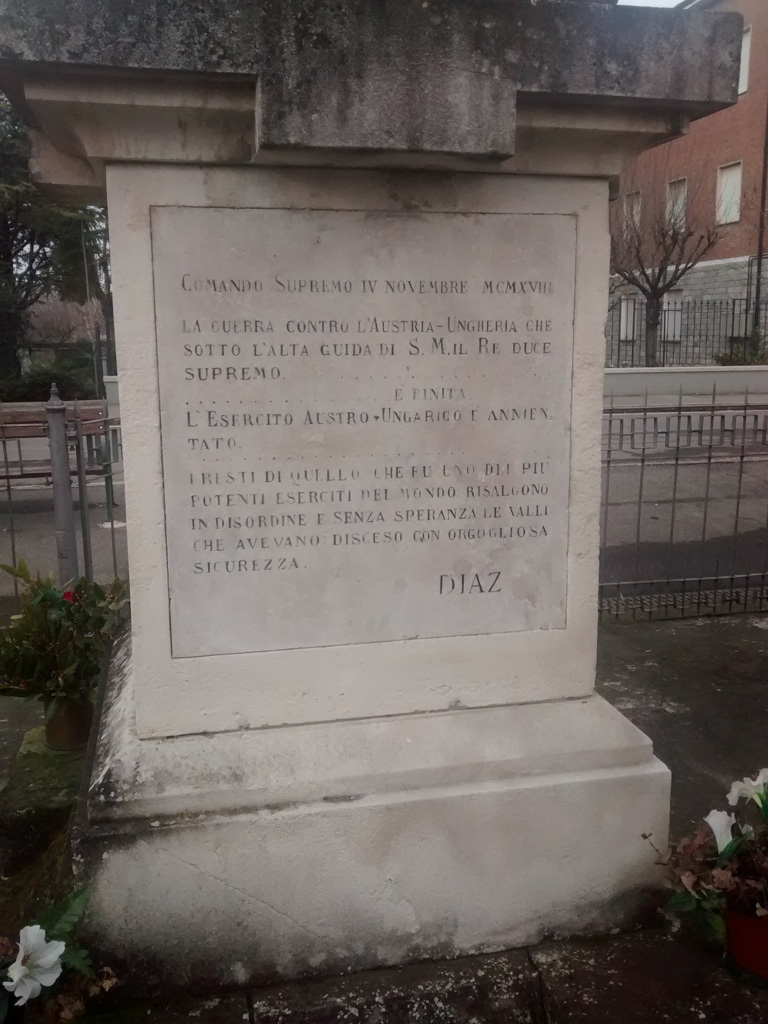 COMANDO SUPREMO IV NOVEMBRE MCMXVIII
LA GUERRA CONTRO L'AUSTRIA-UNGHERIA CHE
SOTTO L'ALTA GUIDA DI S. M. IL RE DUCE
SUPREMO. . . . . . . . . . . . . .
. . . . . . . . . . . . . . E FINITA
L'ESERCITO AUSTRO-UNGARICO E ANNIEN
TATO.
. . . . . . . . . . . . . . . . . . . . . . . .
I RESTI DI QUELLO CHE FU UNO DEI PIÙ
POTENTI ESERCITI DEL MONDO RISALGONO
IN DISORDINE E SENZA SPERANZA LE VALLI
CHE AVEVANO DISCESO CON ORGOGLIOSA
SICUREZZA.
DIAZ